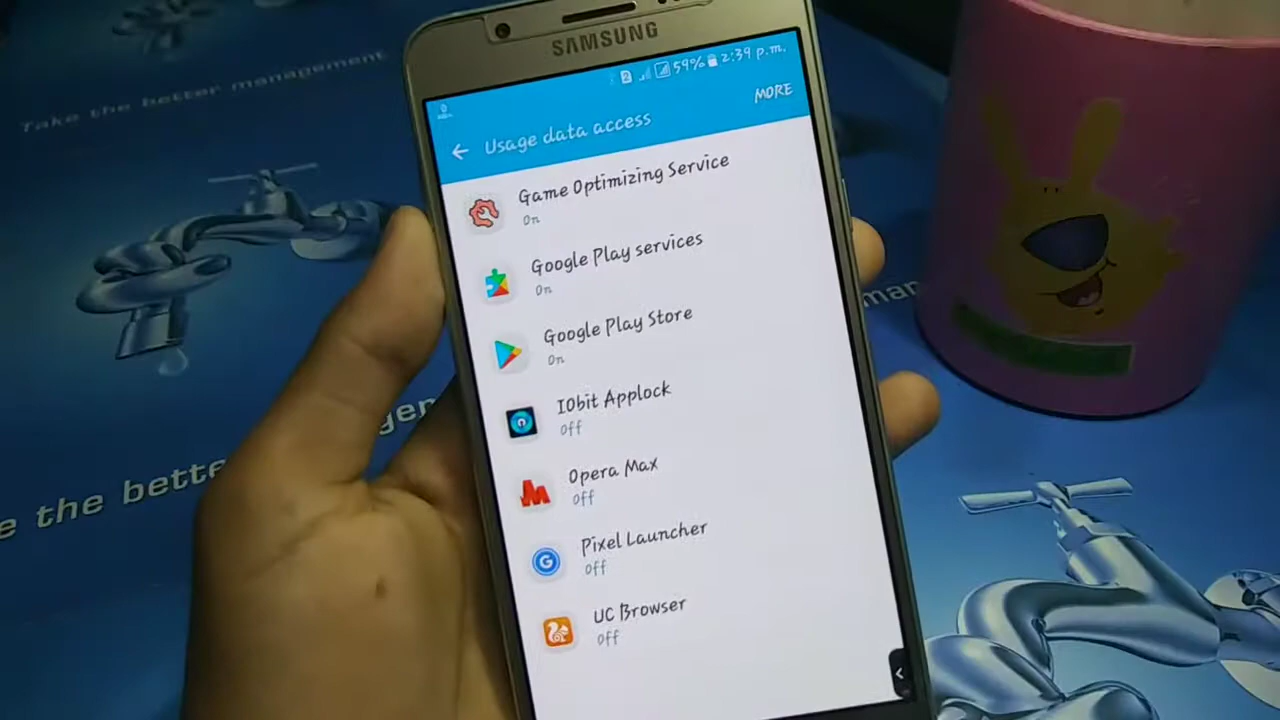 SAMSUNG
2
59%
2:39 p.m.
Usage data access
MORE
Game Optimizing Service
On
Google Play services
On
Google Play Store
On
IObit Applock
Off
Opera Max
Off
Pixel Launcher
Off
UC Browser
Off
Take the better management
e the bette
geme
man